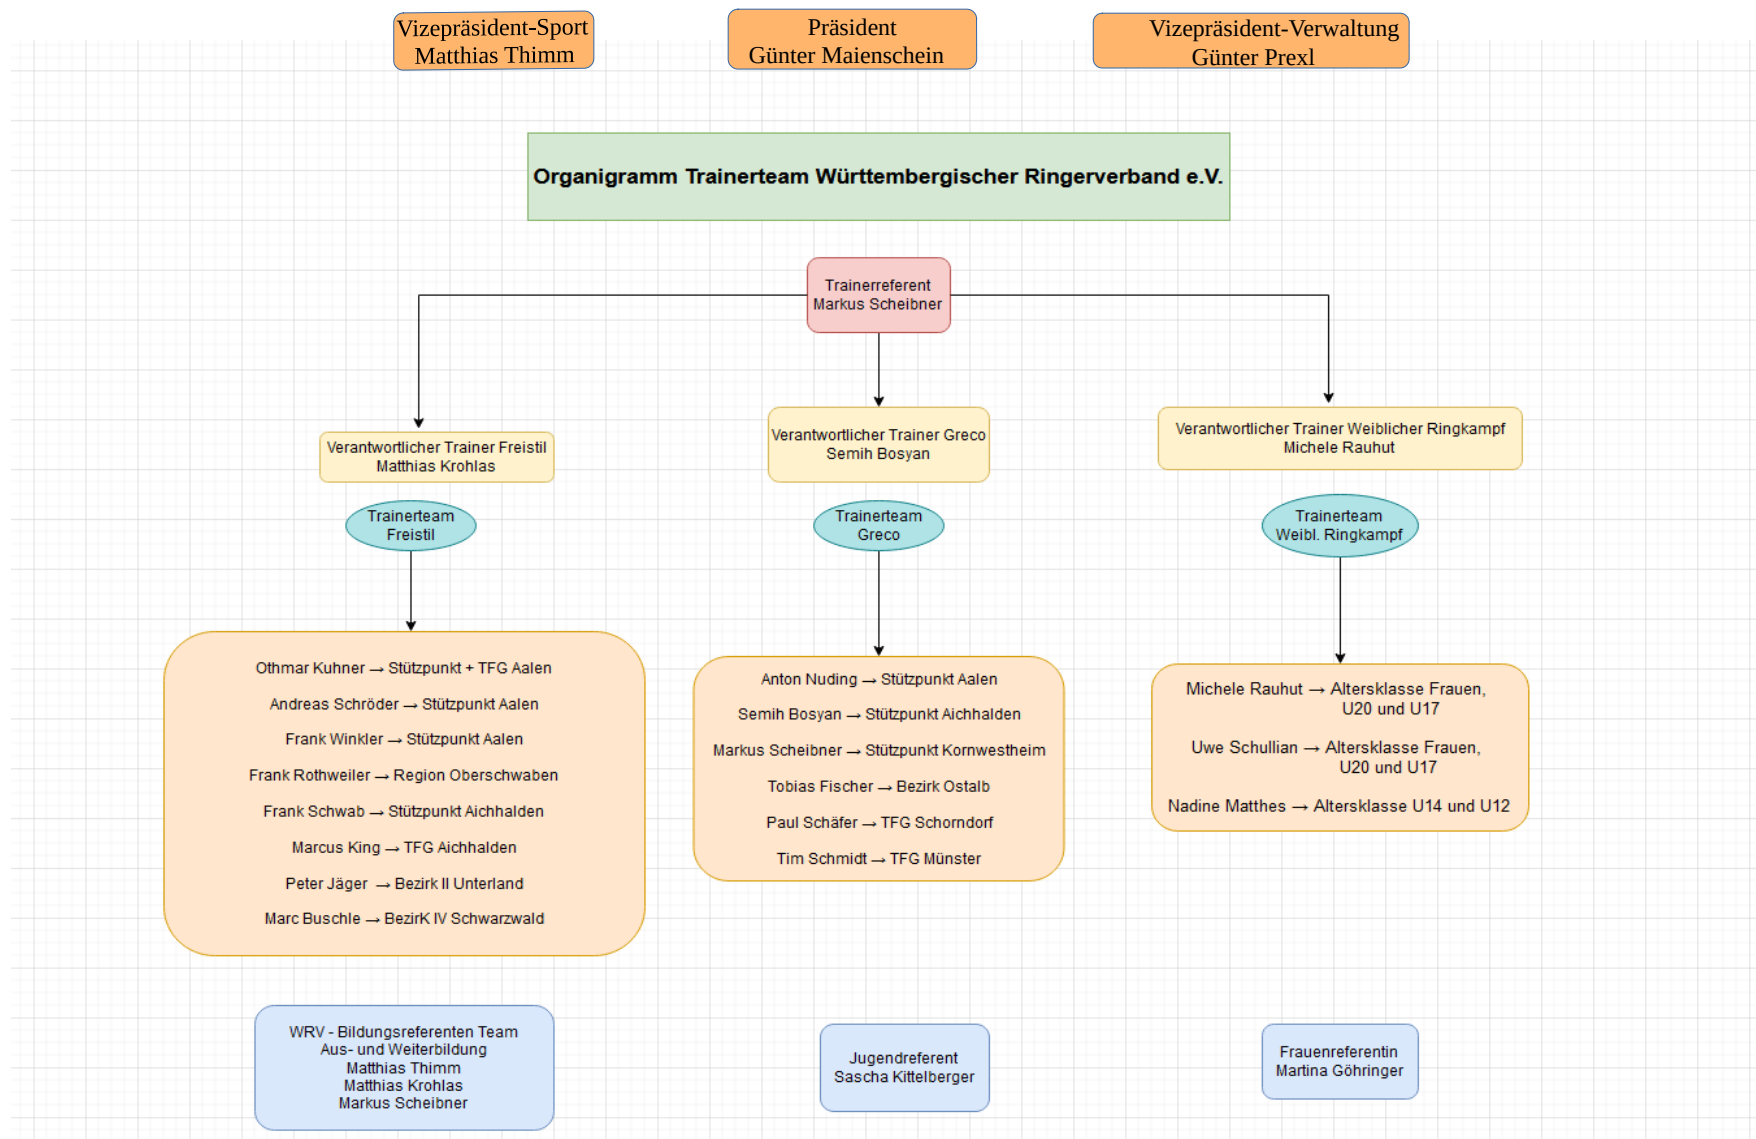 Vizepräsident-Sport
Matthias Thimm
Präsident
Günter Maienschein
Vizepräsident-Verwaltung
Günter Prexl
Organigramm Trainerteam Württembergischer Ringerverband e.V.
Trainerreferent
Markus Scheibner
Verantwortlicher Trainer Freistil
Matthias Krohlas
Verantwortlicher Trainer Greco
Semih Bosyan
Verantwortlicher Trainer Weiblicher Ringkampf
Michele Rauhut
Trainerteam
Freistil
Trainerteam
Greco
Trainerteam
Weibl. Ringkampf
Othmar Kuhner → Stützpunkt + TFG Aalen
Andreas Schröder → Stützpunkt Aalen
Frank Winkler → Stützpunkt Aalen
Frank Rothweiler → Region Oberschwaben
Frank Schwab → Stützpunkt Aichhalden
Marcus King → TFG Aichhalden
Peter Jäger → Bezirk II Unterland
Marc Buschle → BezirK IV Schwarzwald
Anton Nuding → Stützpunkt Aalen
Semih Bosyan → Stützpunkt Aichhalden
Markus Scheibner → Stützpunkt Kornwestheim
Tobias Fischer → Bezirk Ostalb
Paul Schäfer → TFG Schorndorf
Tim Schmidt → TFG Münster
Michele Rauhut → Altersklasse Frauen,
U20 und U17
Uwe Schullian → Altersklasse Frauen,
U20 und U17
Nadine Matthes → Altersklasse U14 und U12
WRV - Bildungsreferenten Team
Aus- und Weiterbildung
Matthias Thimm
Matthias Krohlas
Markus Scheibner
Jugendreferent
Sascha Kittelberger
Frauenreferentin
Martina Göhringer